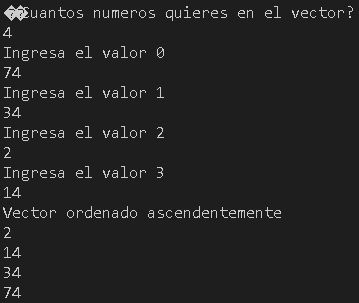 ��Cuantos numeros quieres en el vector?
4
Ingresa el valor 0
74
Ingresa el valor 1
34
Ingresa el valor 2
2
Ingresa el valor 3
14
Vector ordenado ascendentemente
2
14
34
74